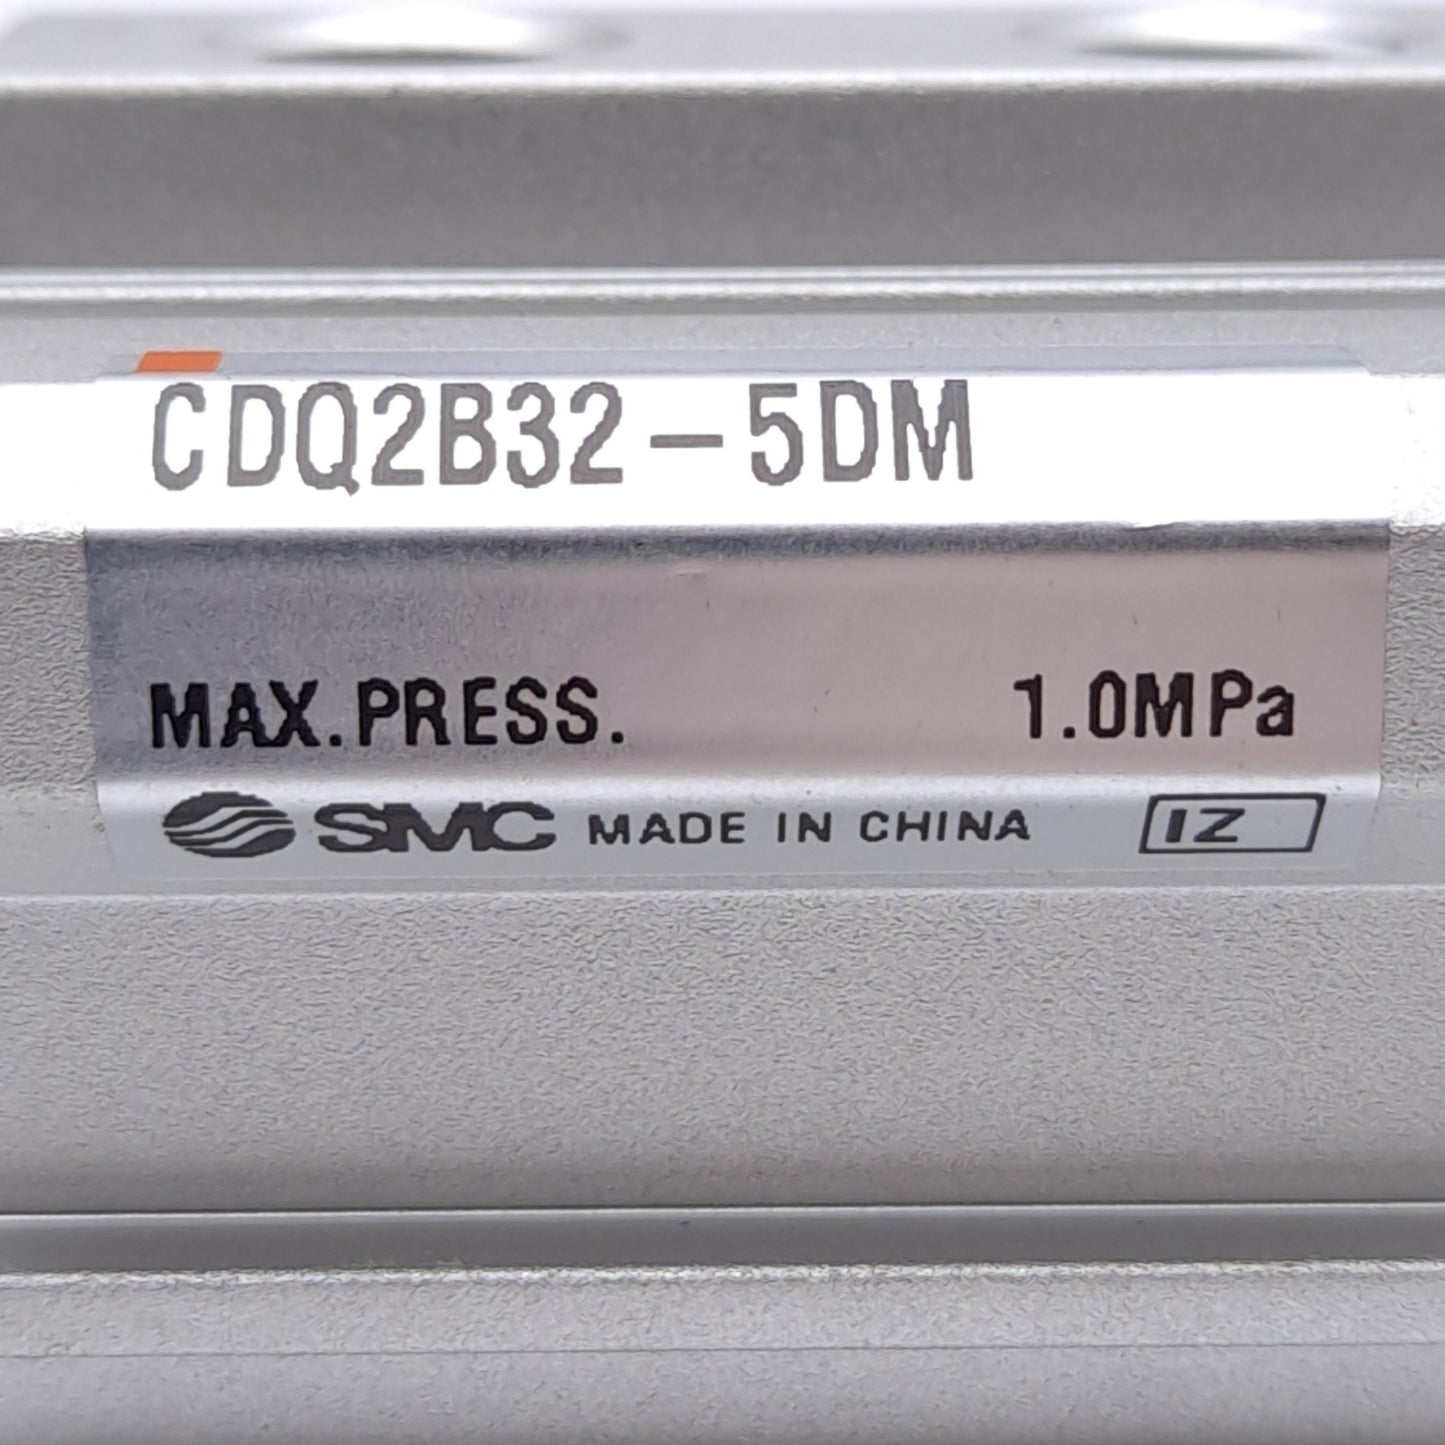 CDQ2B32-5DM
MAX.PRESS. 1.0MPa
SMC MADE IN CHINA IZ